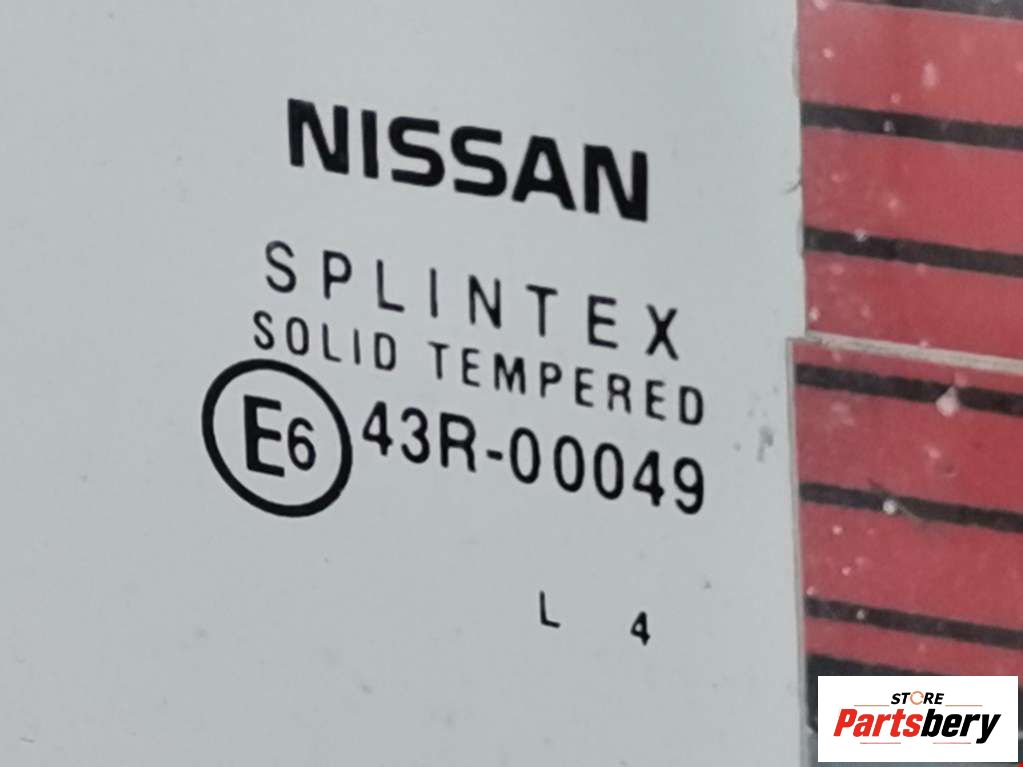 NISSAN
SPLINTEX
SOLID TEMPERED
E6 43R-00049
L 4
STORE
Partsbery